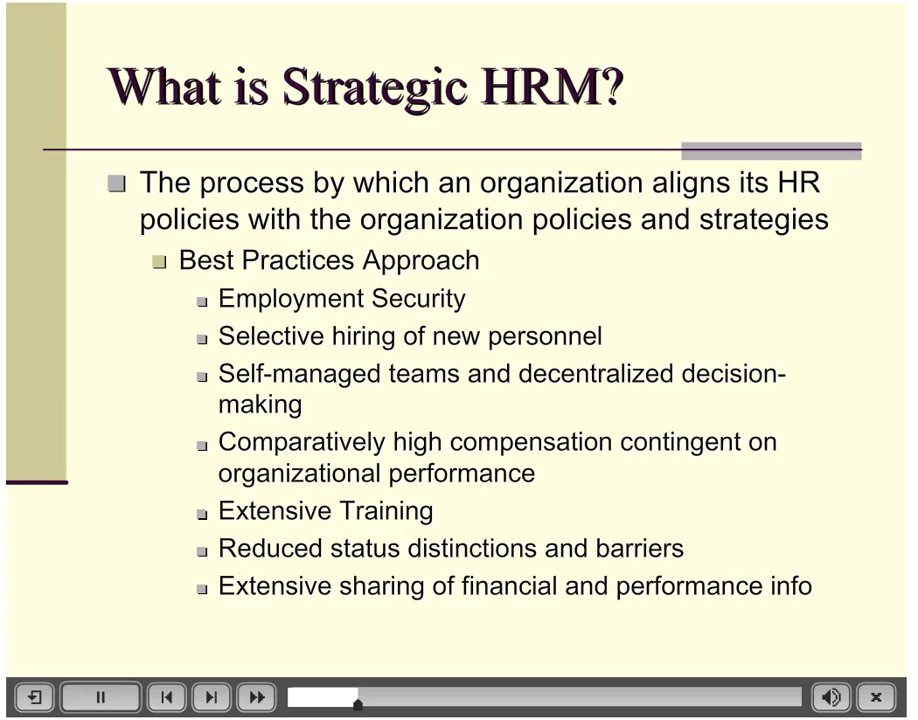 What is Strategic HRM?
The process by which an organization aligns its HR
policies with the organization policies and strategies
Best Practices Approach
Employment Security
Selective hiring of new personnel
Self-managed teams and decentralized decision-
making
Comparatively high compensation contingent on
organizational performance
Extensive Training
Reduced status distinctions and barriers
Extensive sharing of financial and performance info